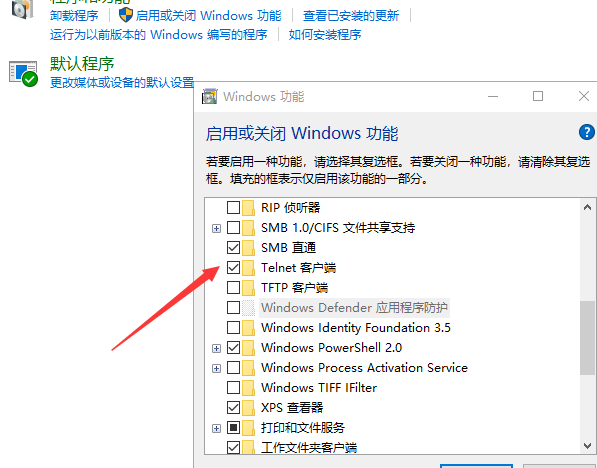 程序和功能
卸载程序 启用或关闭 Windows 功能 查看已安装的更新
运行为以前版本的 Windows 编写的程序 如何安装程序
默认程序
更改媒体或设备的默认设置
Windows 功能
启用或关闭 Windows 功能
?
若要启用一种功能，请选择其复选框。若要关闭一种功能，请清除其复选
框。填充的框表示仅启用该功能的一部分。
RIP 侦听器
SMB 1.0/CIFS 文件共享支持
SMB 直通
Telnet 客户端
TFTP 客户端
Windows Defender 应用程序防护
Windows Identity Foundation 3.5
Windows PowerShell 2.0
Windows Process Activation Service
Windows TIFF IFilter
XPS 查看器
打印和文件服务
工作文件夹客户端